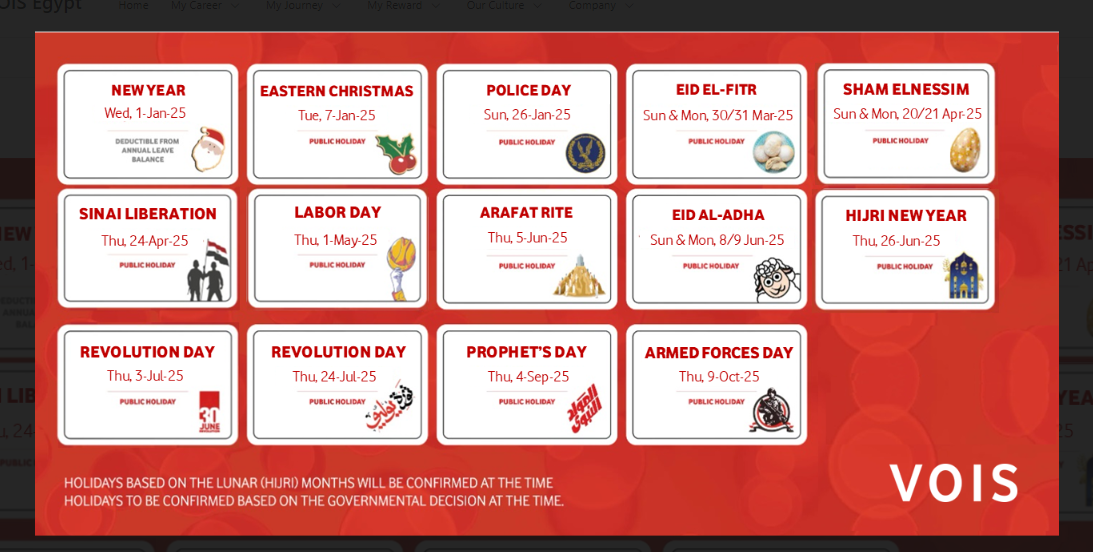 OIS Egypt
Home My Career My Journey My Reward Our Culture Company
NEW YEAR
Wed, 1-Jan-25
DEDUCTIBLE FROM
ANNUAL LEAVE
BALANCE
EASTERN CHRISTMAS
Tue, 7-Jan-25
PUBLIC HOLIDAY
POLICE DAY
Sun, 26-Jan-25
PUBLIC HOLIDAY
EID EL-FITR
Sun & Mon, 30/31 Mar-25
PUBLIC HOLIDAY
SHAM ELNESSIM
Sun & Mon, 20/21 Apr-25
PUBLIC HOLIDAY
SINAI LIBERATION
Thu, 24-Apr-25
PUBLIC HOLIDAY
LABOR DAY
Thu, 1-May-25
PUBLIC HOLIDAY
ARAFAT RITE
Thu, 5-Jun-25
PUBLIC HOLIDAY
EID AL-ADHA
Sun & Mon, 8/9 Jun-25
PUBLIC HOLIDAY
HIJRI NEW YEAR
Thu, 26-Jun-25
PUBLIC HOLIDAY
REVOLUTION DAY
Thu, 3-Jul-25
PUBLIC HOLIDAY
30
JUNE
REVOLUTION DAY
Thu, 24-Jul-25
PUBLIC HOLIDAY
ثورة يوليو
PROPHET'S DAY
Thu, 4-Sep-25
PUBLIC HOLIDAY
المولد
النبوى
ARMED FORCES DAY
Thu, 9-Oct-25
PUBLIC HOLIDAY
HOLIDAYS BASED ON THE LUNAR (HIJRI) MONTHS WILL BE CONFIRMED AT THE TIME
HOLIDAYS TO BE CONFIRMED BASED ON THE GOVERNMENTAL DECISION AT THE TIME.
VOIS